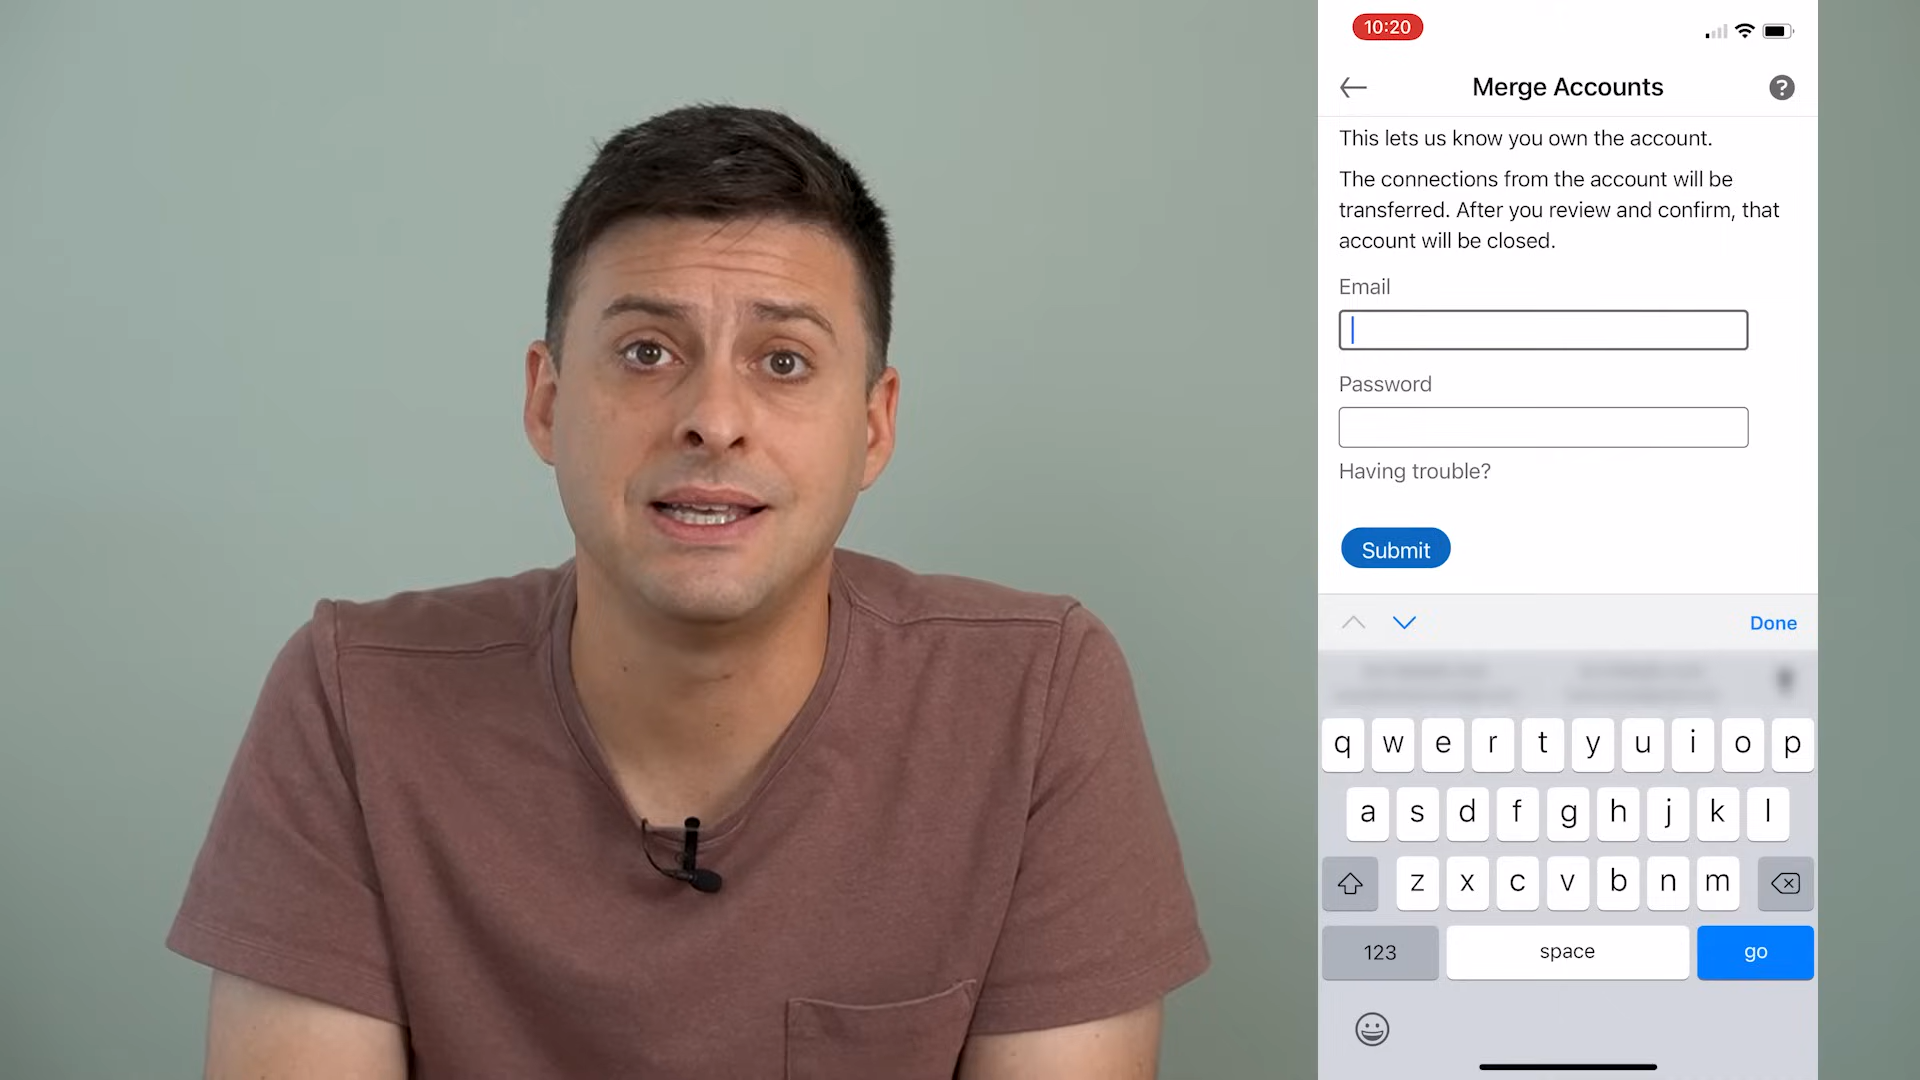 10:20
Merge Accounts
?
This lets us know you own the account.
The connections from the account will be
transferred. After you review and confirm, that
account will be closed.
Email
Password
Having trouble?
Submit
Done
q w e r t y u i o p
a s d f g h j k l
z x c v b n m
123 space go